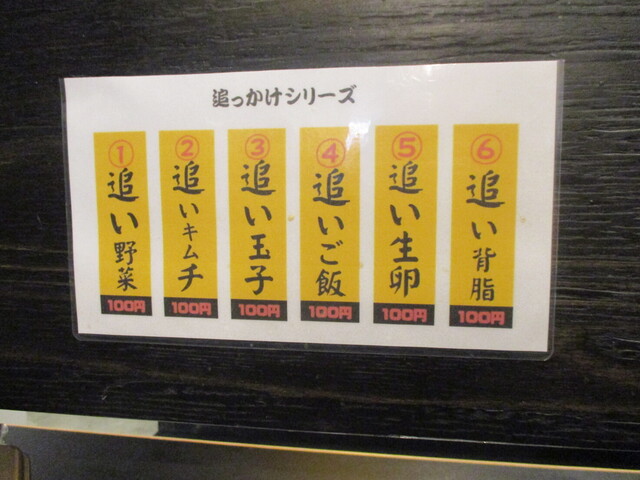 追っかけシリーズ
①
追い野菜
100円
②
追いキムチ
100円
③
追い玉子
100円
④
追いご飯
100円
⑤
追い生卵
100円
⑥
追い背脂
100円